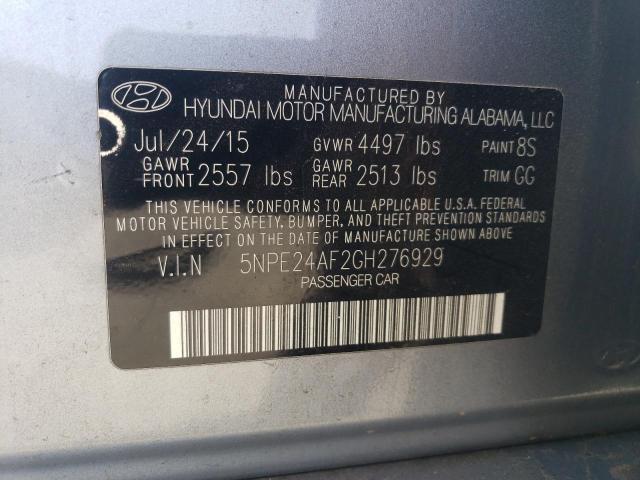 MANUFACTURED BY
HYUNDAI MOTOR MANUFACTURING ALABAMA, LLC
Jul/24/15 GVWR 4497 lbs PAINT 8S
GAWR FRONT 2557 lbs GAWR REAR 2513 lbs TRIM GG
THIS VEHICLE CONFORMS TO ALL APPLICABLE U.S.A. FEDERAL
MOTOR VEHICLE SAFETY, BUMPER, AND THEFT PREVENTION STANDARDS
IN EFFECT ON THE DATE OF MANUFACTURE SHOWN ABOVE.
V.I.N 5NPE24AF2GH276929
PASSENGER CAR